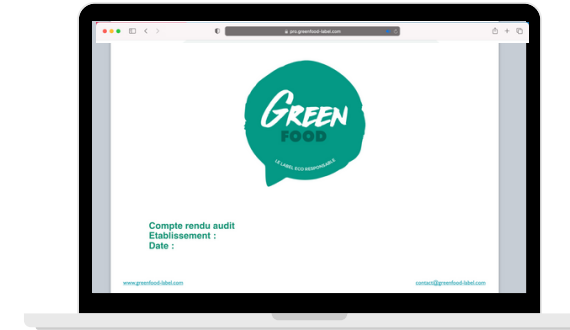 pro.greenfood-label.com
GREEN
FOOD
LE LABEL ECO RESPONSABLE
Compte rendu audit
Etablissement :
Date :
www.greenfood-label.com
contact@greenfood-label.com